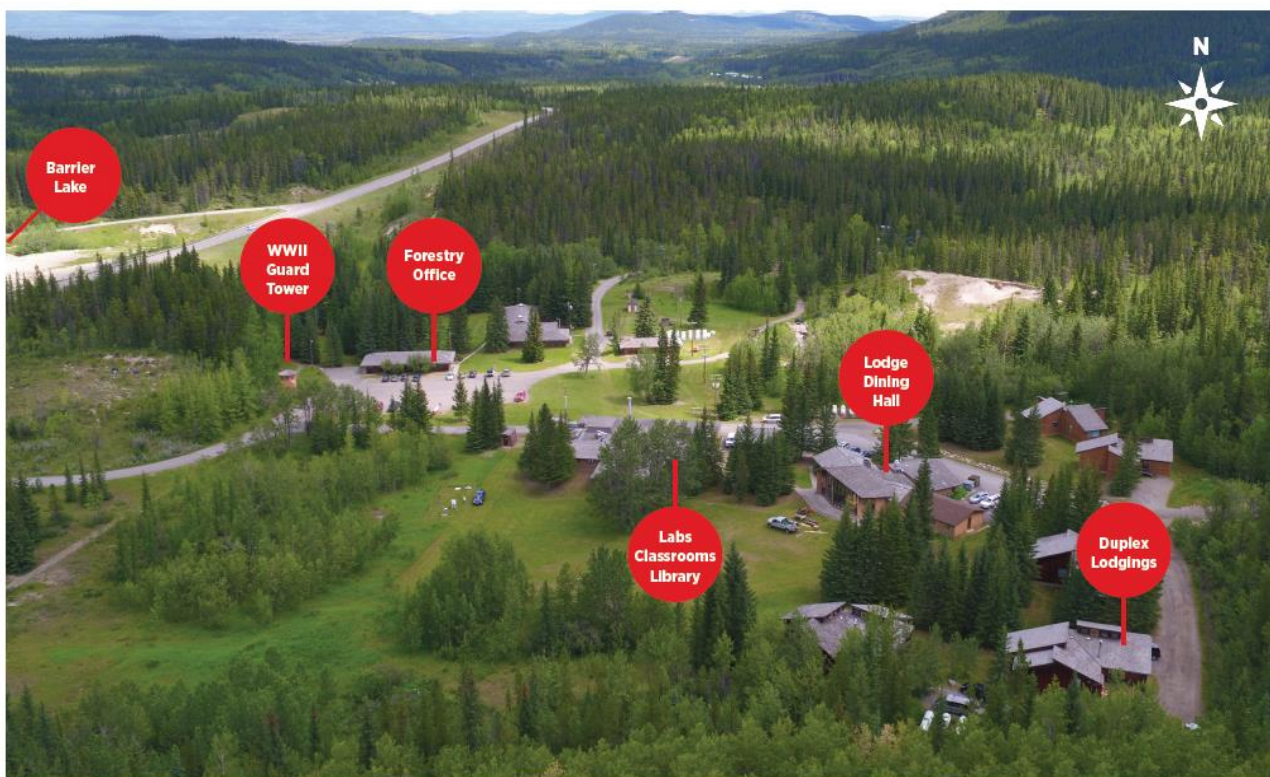 N
Barrier
Lake
WWII
Guard
Tower
Forestry
Office
Lodge
Dining
Hall
Labs
Classrooms
Library
Duplex
Lodgings